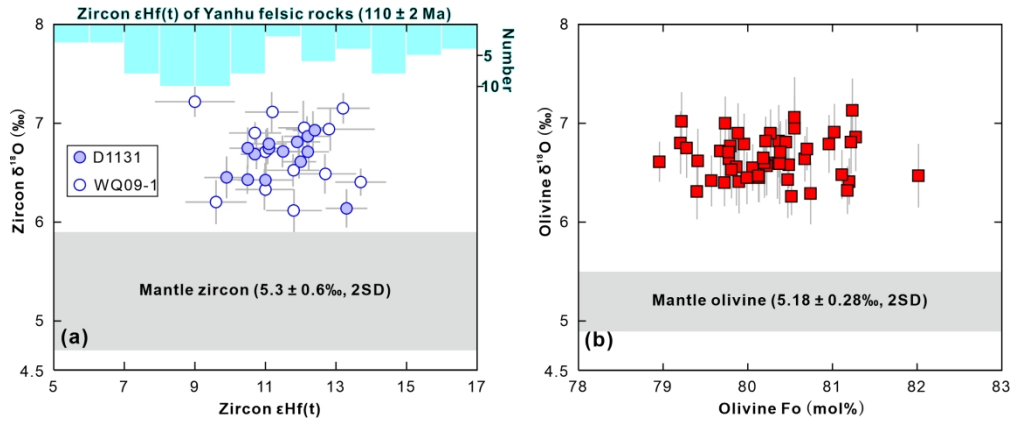 Zircon εHf(t) of Yanhu felsic rocks (110 ± 2 Ma)
8
7
6
5
4.5
Zircon δ18O (‰)
5
10
Number
D1131
WQ09-1
Mantle zircon (5.3 ± 0.6‰, 2SD)
(a)
5 7 9 11 13 15 17
Zircon εHf(t)
8
7
6
5
4.5
Olivine δ18O (‰)
Mantle olivine (5.18 ± 0.28‰, 2SD)
(b)
78 79 80 81 82 83
Olivine Fo (mol%)